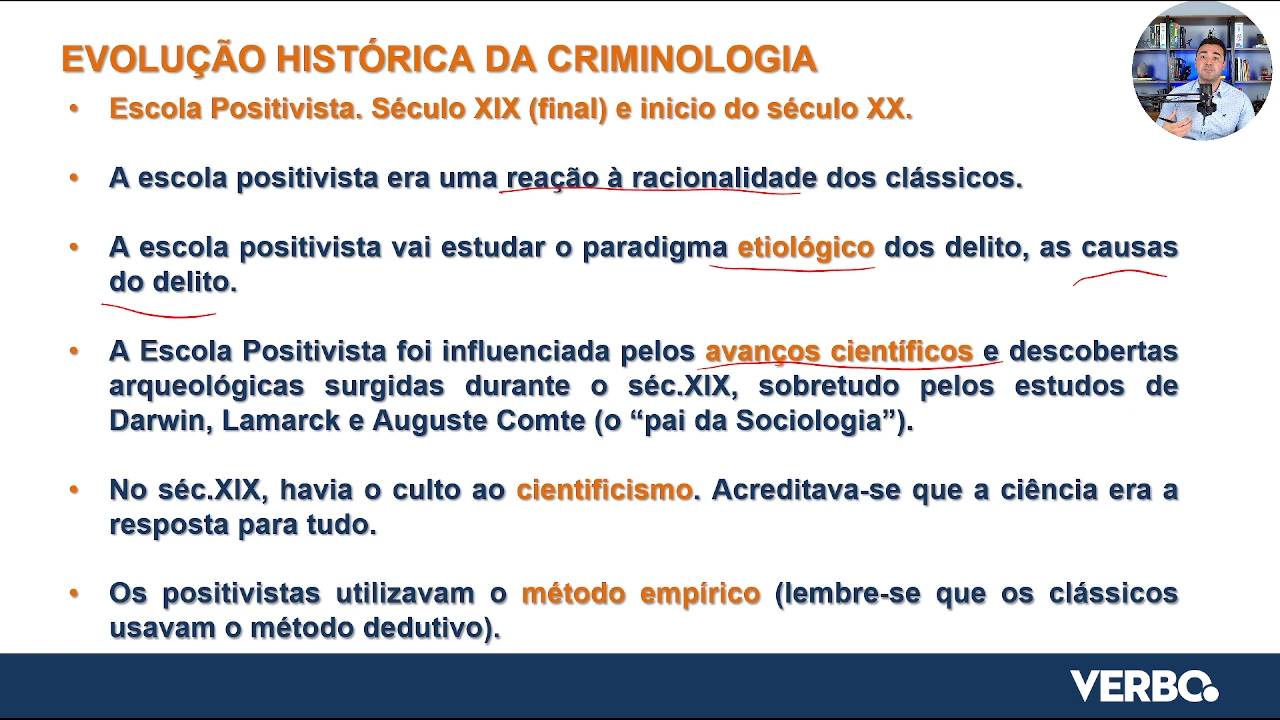 EVOLUÇÃO HISTÓRICA DA CRIMINOLOGIA
• Escola Positivista. Século XIX (final) e inicio do século XX.
• A escola positivista era uma reação à racionalidade dos clássicos.
• A escola positivista vai estudar o paradigma etiológico dos delito, as causas
do delito.
• A Escola Positivista foi influenciada pelos avanços científicos e descobertas
arqueológicas surgidas durante o séc.XIX, sobretudo pelos estudos de
Darwin, Lamarck e Auguste Comte (o “pai da Sociologia”).
• No séc.XIX, havia o culto ao cientificismo. Acreditava-se que a ciência era a
resposta para tudo.
• Os positivistas utilizavam o método empírico (lembre-se que os clássicos
usavam o método dedutivo).
VERBO.